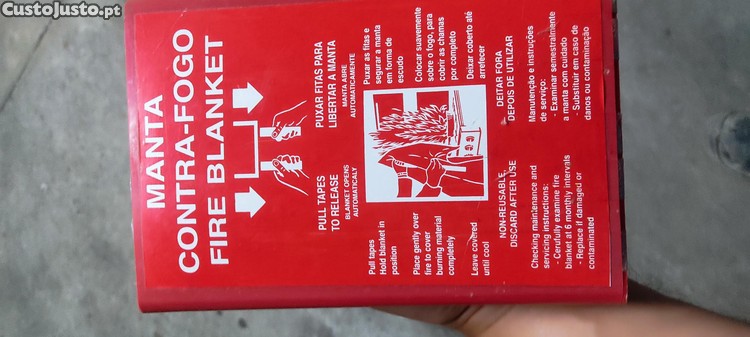 CustoJusto.pt
MANTA
CONTRA-FOGO
FIRE BLANKET
PULL TAPES
TO RELEASE
BLANKET OPENS
AUTOMATICALY
PUXAR FITAS PARA
LIBERTAR A MANTA
MANTA ABRE
AUTOMATICAMENTE
Pull tapes
Hold blanket in
position
Place gently over
fire to cover
burning material
completely
Leave covered
until cool
Puxar as fitas e
segurar a manta
em forma de
escudo
Colocar suavemente
sobre o fogo, para
cobrir as chamas
por completo
Deixar coberto até
arrefecer
NON-REUSABLE,
DISCARD AFTER USE
DEITAR FORA
DEPOIS DE UTILIZAR
Checking maintenance and
servicing instructions:
- Cerufully examine fire
blanket at 6 monthly intervals
- Replace if damaged or
contaminated
Manutenção e instruções
de serviço:
- Examinar semestralmente
a manta com cuidado
- Substituir em caso de
danos ou contaminação